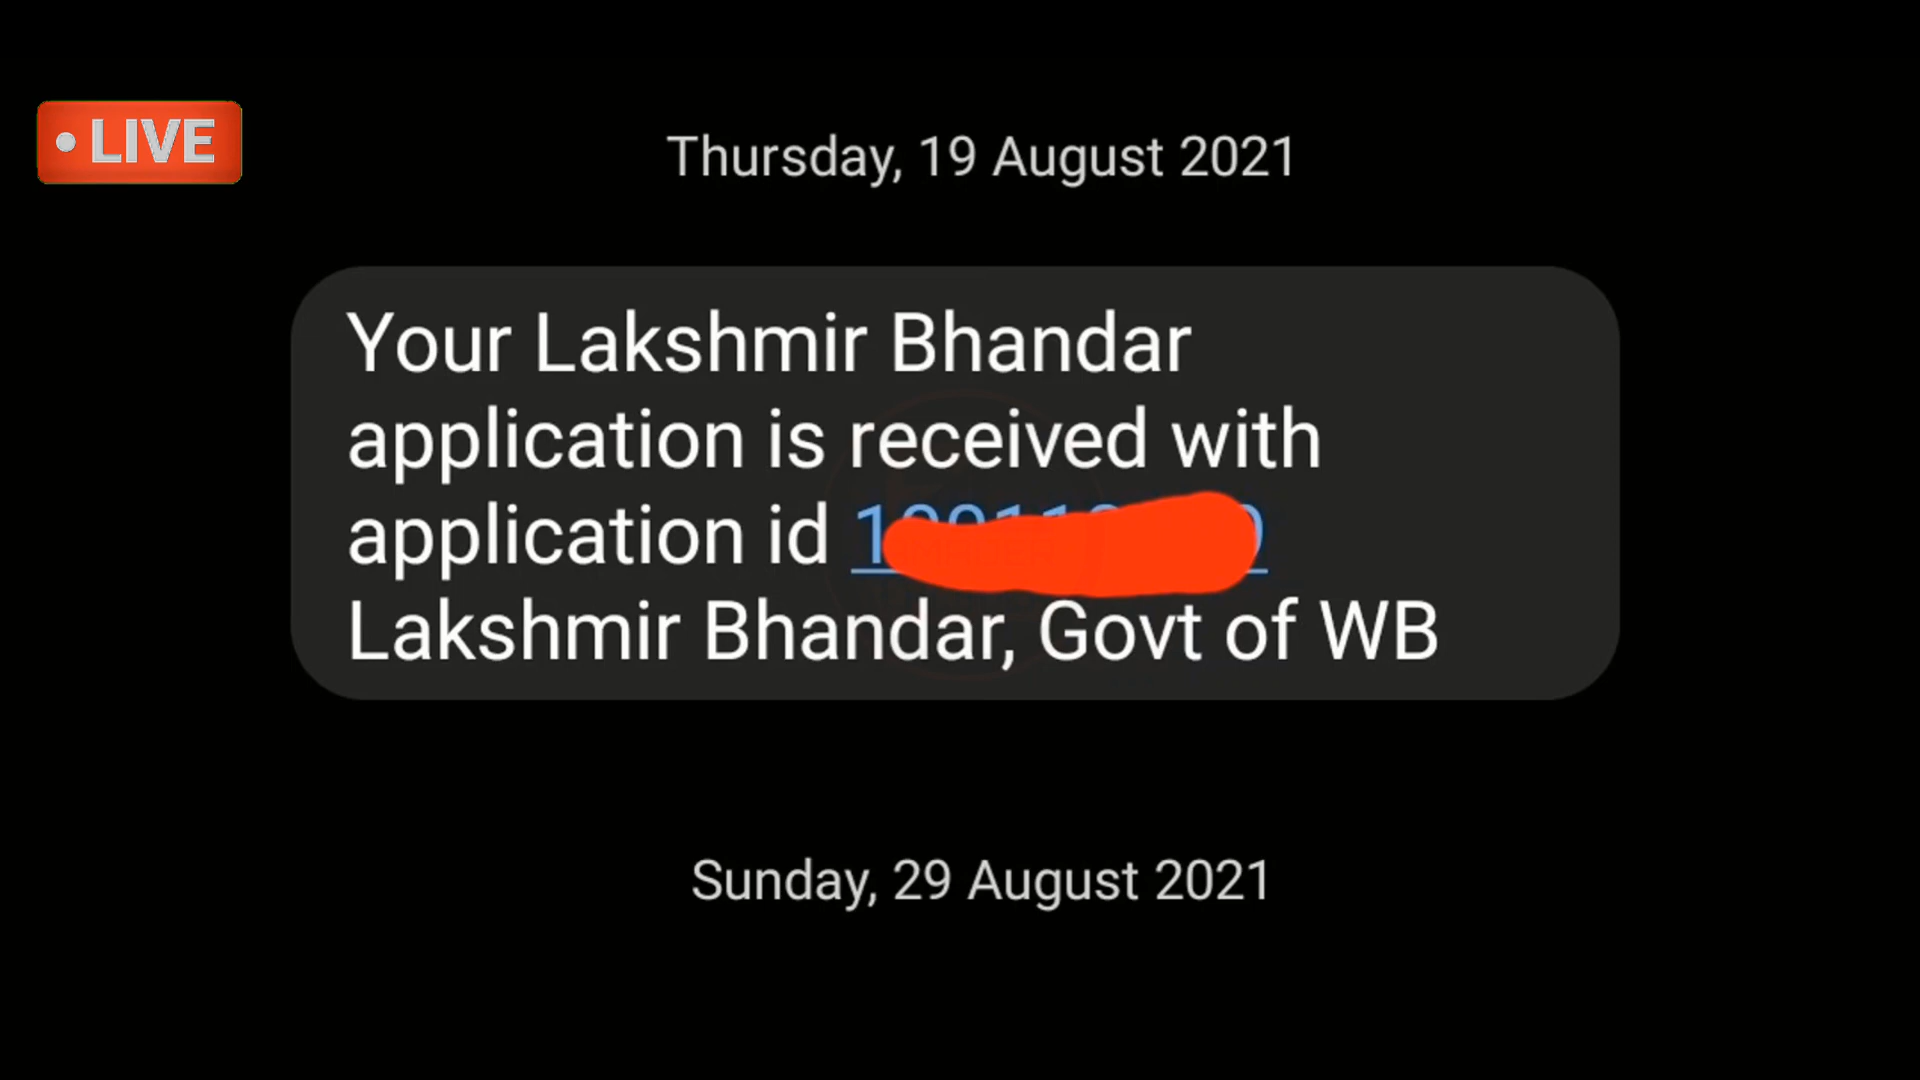 LIVE
Thursday, 19 August 2021
Your Lakshmir Bhandar
application is received with
application id
Lakshmir Bhandar, Govt of WB
Sunday, 29 August 2021